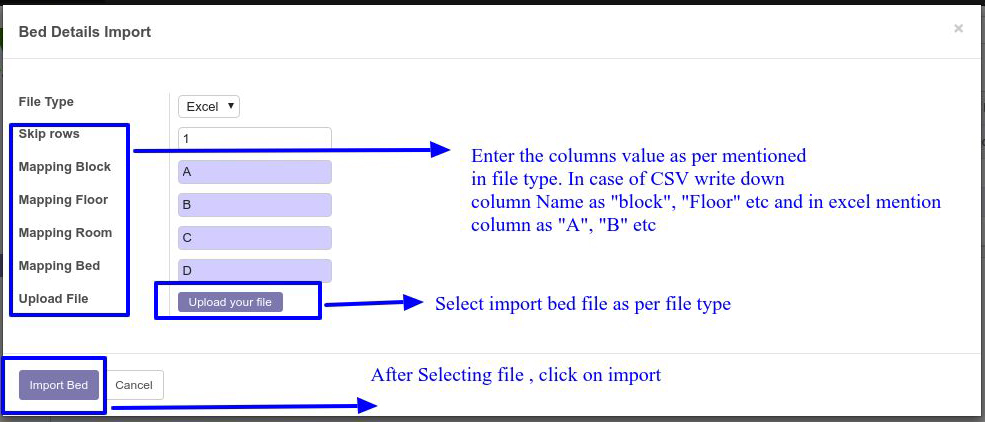 Bed Details Import
×
File Type
Excel
Skip rows
1
Mapping Block
A
Mapping Floor
B
Mapping Room
C
Mapping Bed
D
Upload File
Upload your file
Enter the columns value as per mentioned
in file type. In case of CSV write down
column Name as "block", "Floor" etc and in excel mention
column as "A", "B" etc
Select import bed file as per file type
After Selecting file , click on import
Import Bed
Cancel